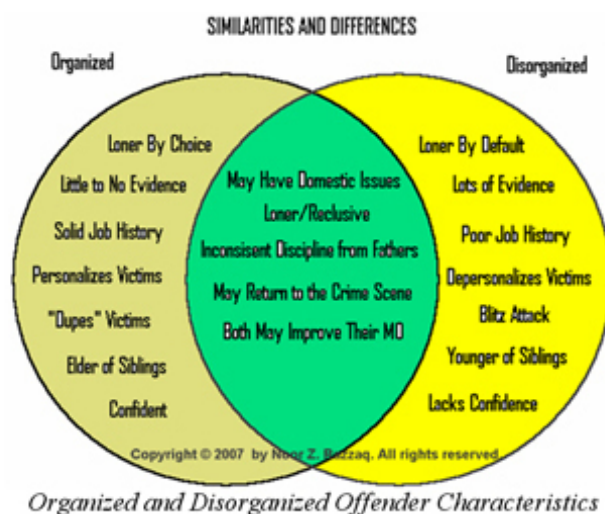 SIMILARITIES AND DIFFERENCES
Organized
Disorganized
Loner By Choice
Little to No Evidence
Solid Job History
Personalizes Victims
"Dupes" Victims
Elder of Siblings
Confident
May Have Domestic Issues
Loner/Reclusive
Inconsisent Discipline from Fathers
May Return to the Crime Scene
Both May Improve Their MO
Loner By Default
Lots of Evidence
Poor Job History
Depersonalizes Victims
Blitz Attack
Younger of Siblings
Lacks Confidence
Copyright © 2007 by Noor Z. Razzaq. All rights reserved
Organized and Disorganized Offender Characteristics